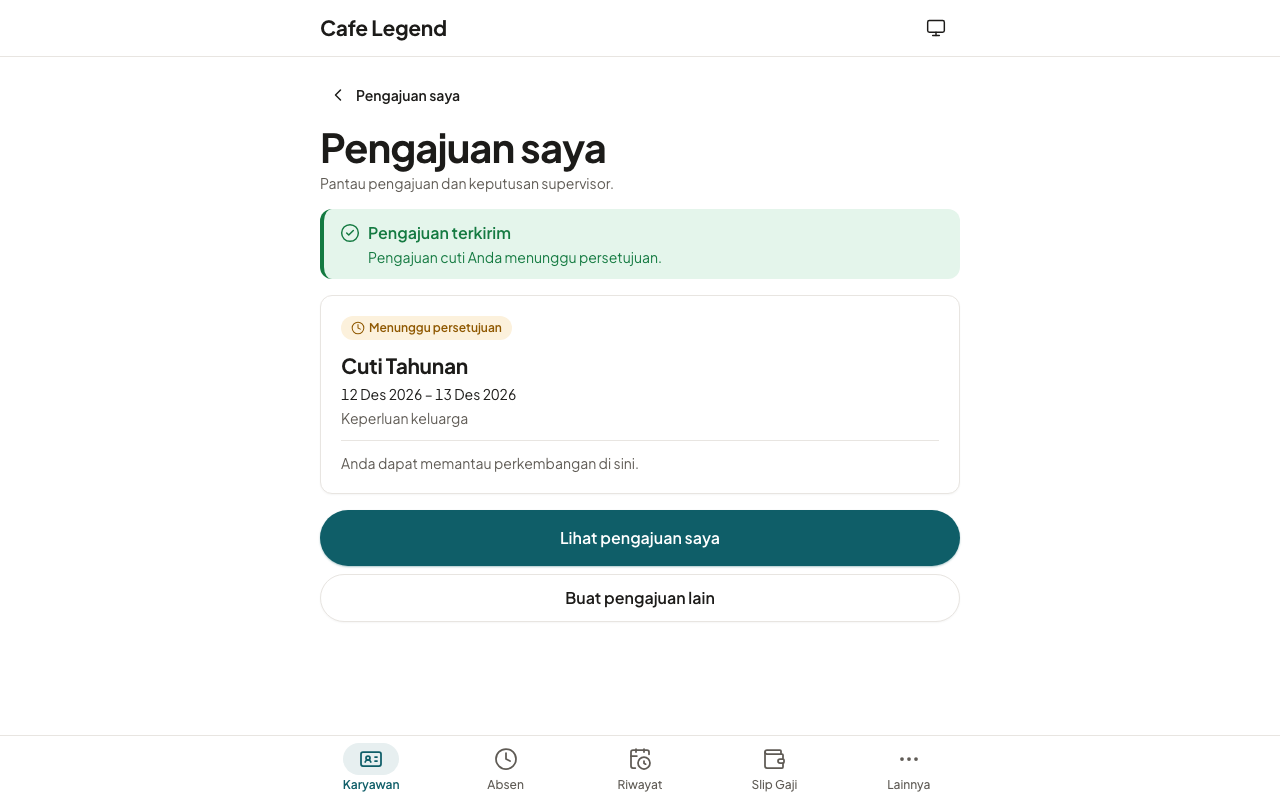 Cafe Legend
Pengajuan saya
Pengajuan saya
Pantau pengajuan dan keputusan supervisor.
Pengajuan terkirim
Pengajuan cuti Anda menunggu persetujuan.
Menunggu persetujuan
Cuti Tahunan
12 Des 2026 – 13 Des 2026
Keperluan keluarga
Anda dapat memantau perkembangan di sini.
Lihat pengajuan saya
Buat pengajuan lain
Karyawan
Absen
Riwayat
Slip Gaji
Lainnya